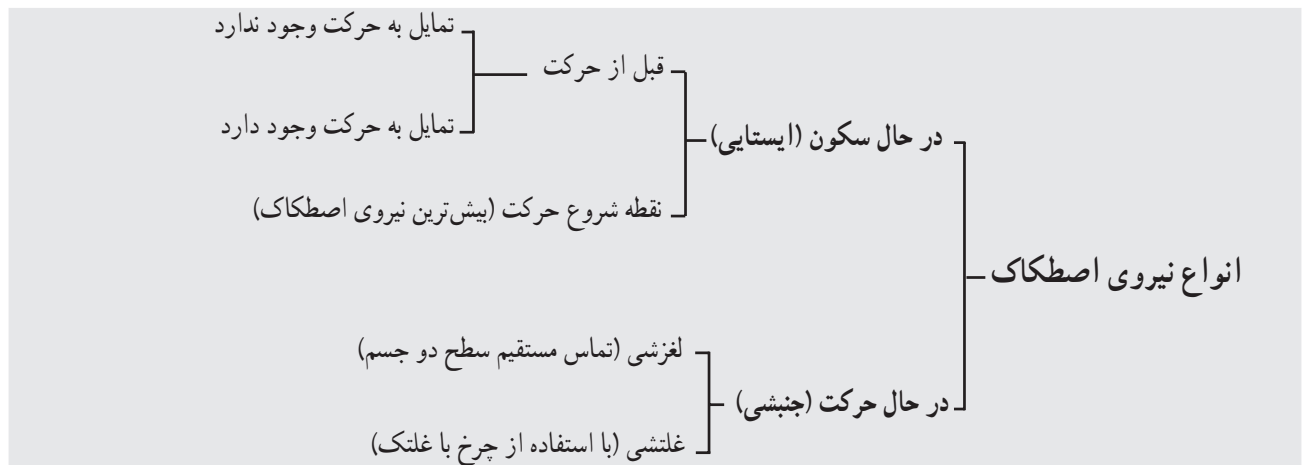 تمایل به حرکت وجود ندارد
قبل از حرکت
تمایل به حرکت وجود دارد
در حال سکون (ایستایی)
نقطه شروع حرکت (بیش‌ترین نیروی اصطکاک)
انواع نیروی اصطکاک
لغزشی (تماس مستقیم سطح دو جسم)
در حال حرکت (جنبشی)
غلتشی (با استفاده از چرخ با غلتک)